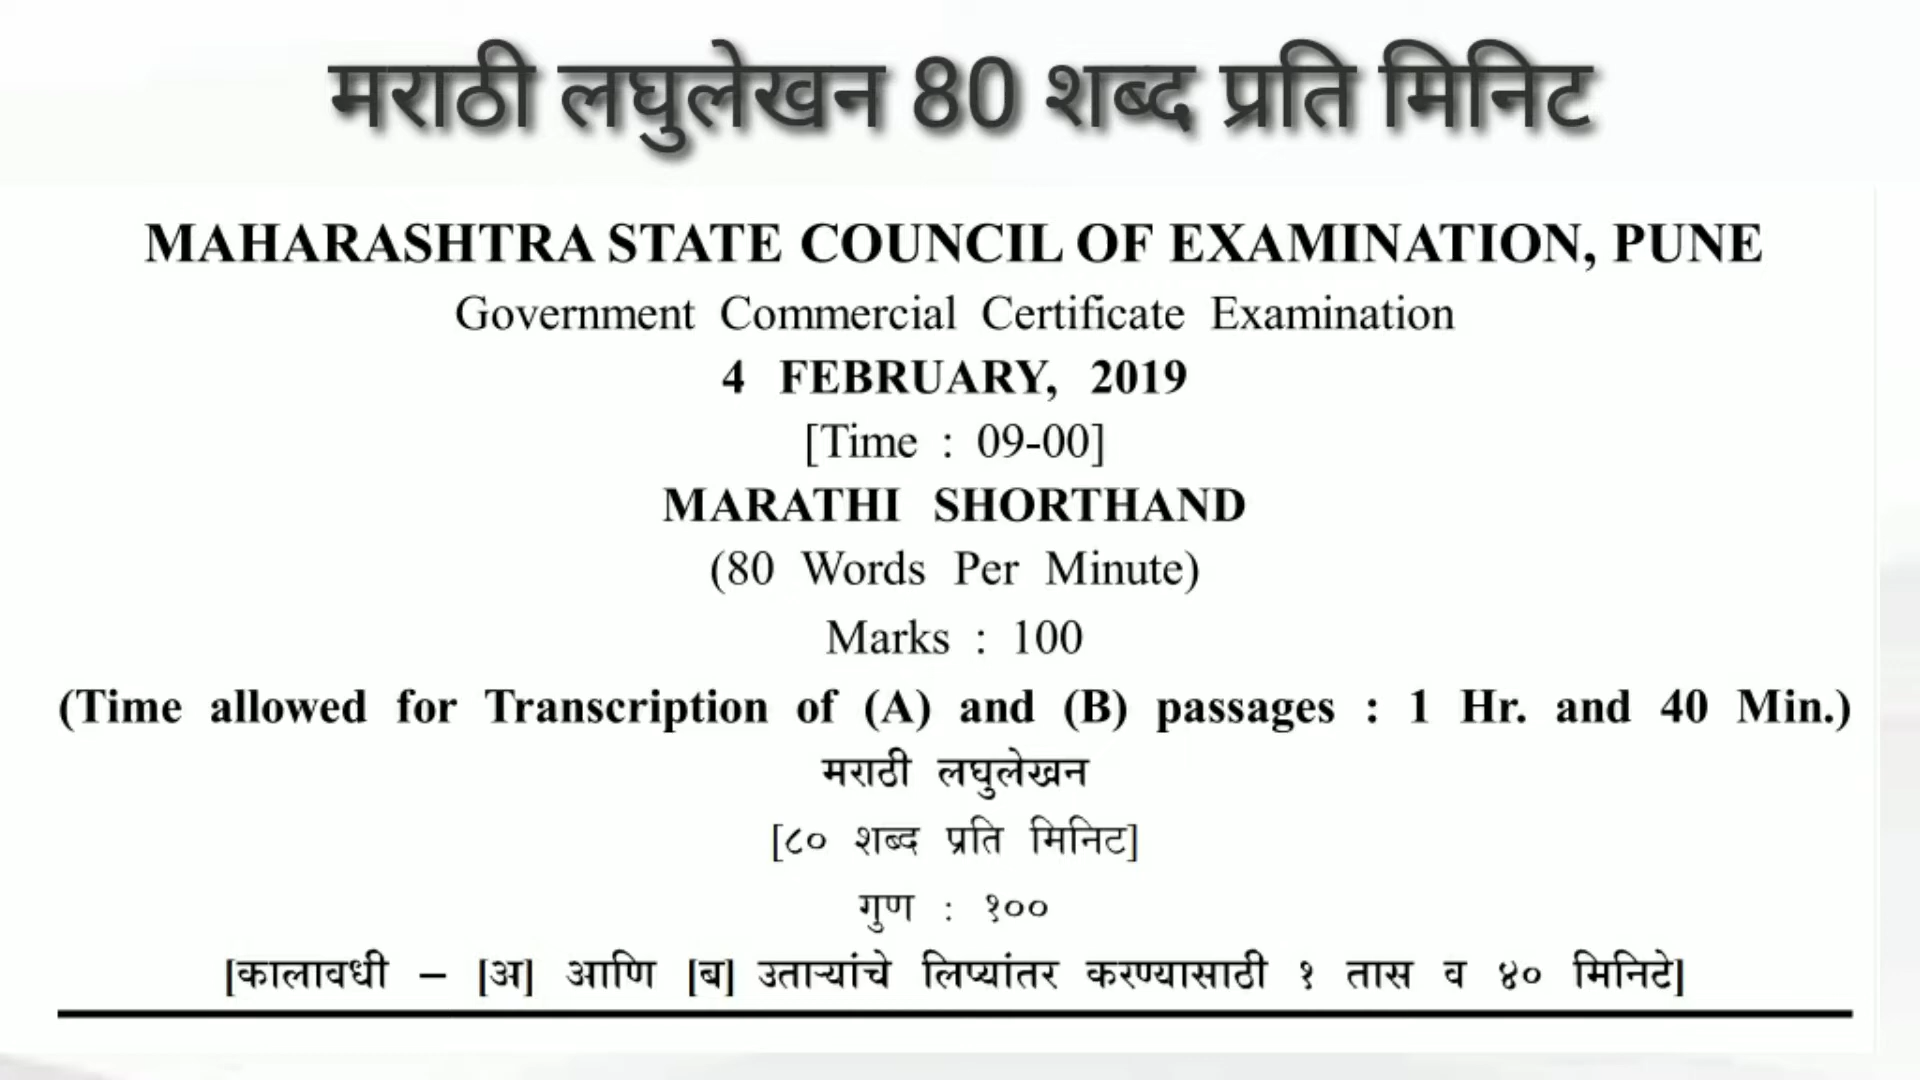 मराठी लघुलेखन 80 शब्द प्रति मिनिट
MAHARASHTRA STATE COUNCIL OF EXAMINATION, PUNE
Government Commercial Certificate Examination
4 FEBRUARY, 2019
[Time : 09-00]
MARATHI SHORTHAND
(80 Words Per Minute)
Marks : 100
(Time allowed for Transcription of (A) and (B) passages : 1 Hr. and 40 Min.)
मराठी लघुलेखन
[८० शब्द प्रति मिनिट]
गुण : १००
[कालावधी – [अ] आणि [ब] उताऱ्यांचे लिप्यांतर करण्यासाठी १ तास व ४० मिनिटे]